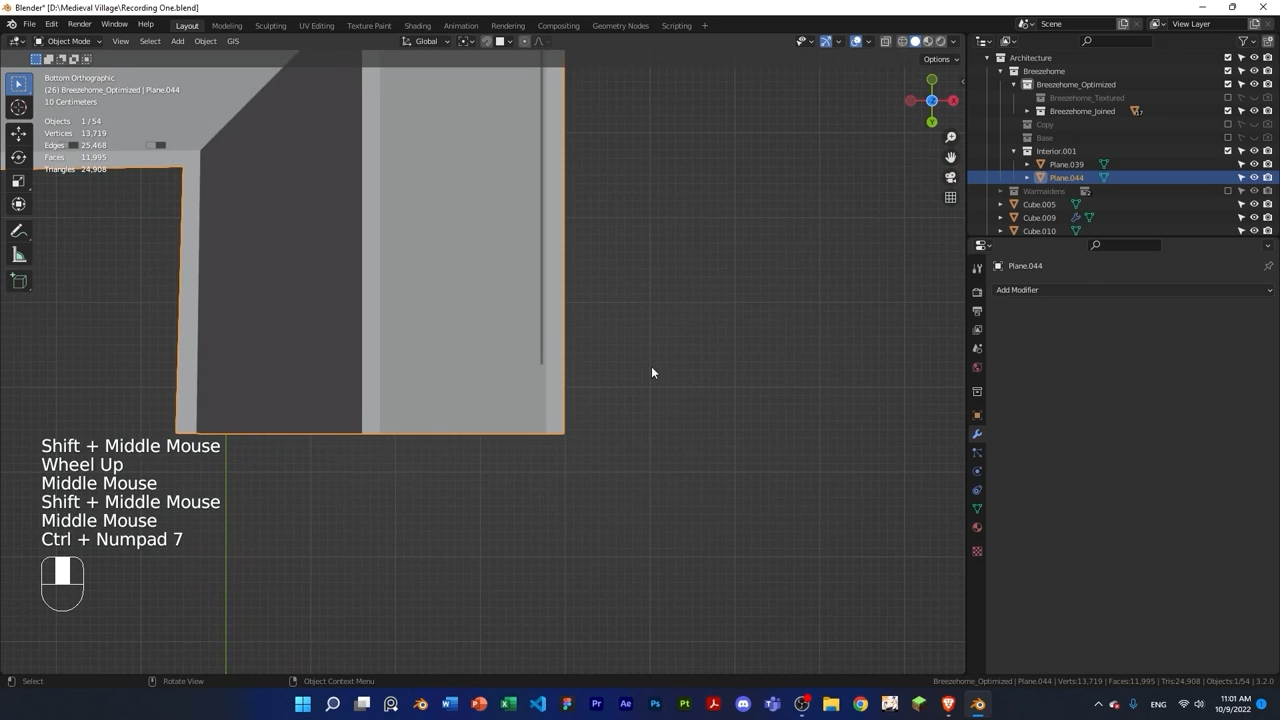 Blender* [D:\Medieval Village\Recording One.blend]
File Edit Render Window Help Layout Modeling Sculpting UV Editing Texture Paint Shading Animation Rendering Compositing Geometry Nodes Scripting + Scene View Layer
Object Mode View Select Add Object GIS Global
Options
Bottom Orthographic
(26) Breezehome_Optimized | Plane.044
10 Centimeters
Objects 1 / 54
Vertices 13,719
Edges 25,468
Faces 11,995
Triangles 24,908
X
Y
Z
Architecture
Breezehome
Breezehome_Optimized
Breezehome_Textured
Breezehome_Joined 17
Copy
Base
Interior.001
Plane.039
Plane.044
Warmaidens
Cube.005
Cube.009
Cube.010
Plane.044
Add Modifier
Shift + Middle Mouse
Wheel Up
Middle Mouse
Shift + Middle Mouse
Middle Mouse
Ctrl + Numpad 7
Select Rotate View Object Context Menu Breezehome_Optimized | Plane.044 | Verts:13,719 | Faces:11,995 | Tris:24,908 | Objects:1/54 | 3.2.0
ENG 11:01 AM
10/9/2022